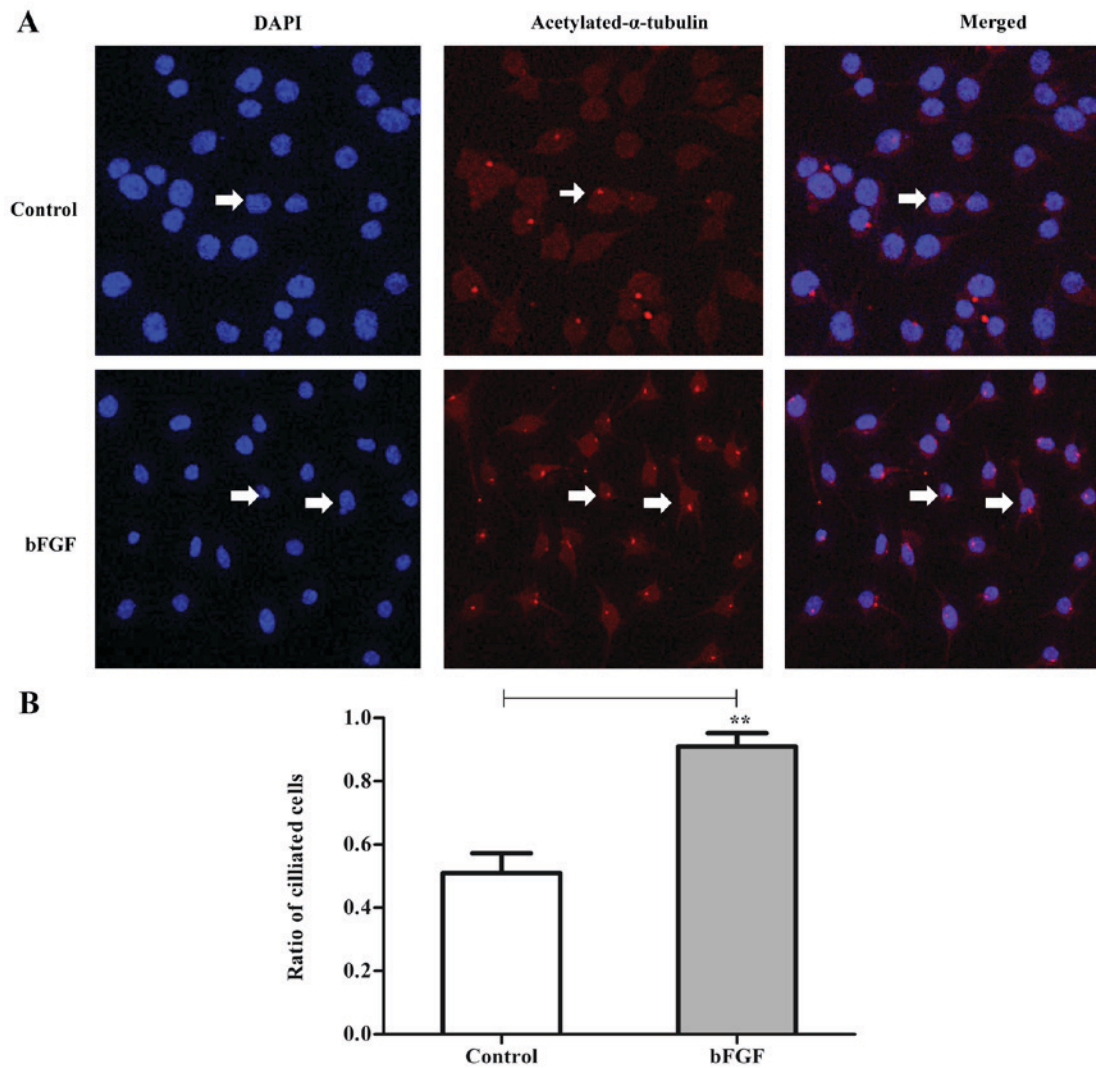 A
DAPI
Acetylated-α-tubulin
Merged
Control
bFGF
B
**
Ratio of cilliated cells
1.0
0.8
0.6
0.4
0.2
0.0
Control
bFGF